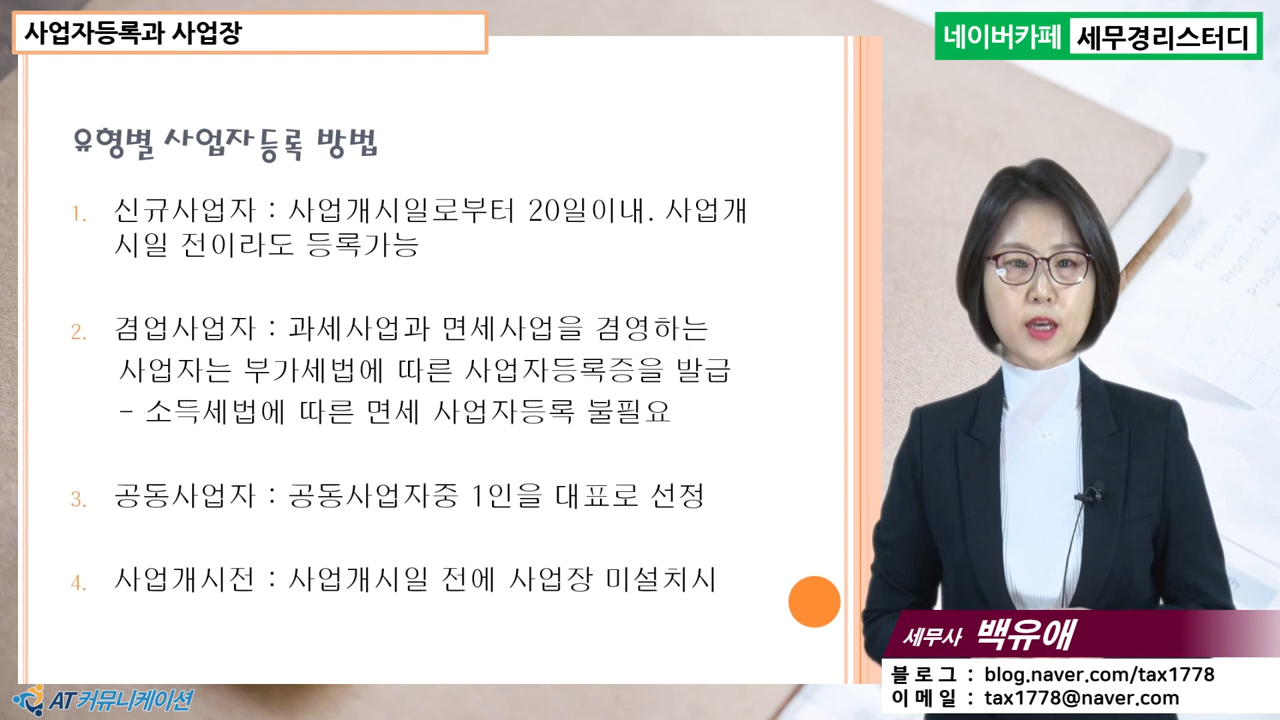 사업자등록과 사업장
네이버카페 세무경리스터디
유형별 사업자등록 방법
1. 신규사업자 : 사업개시일로부터 20일이내. 사업개
시일 전이라도 등록가능
2. 겸업사업자 : 과세사업과 면세사업을 겸영하는
사업자는 부가세법에 따른 사업자등록증을 발급
- 소득세법에 따른 면세 사업자등록 불필요
3. 공동사업자 : 공동사업자중 1인을 대표로 선정
4. 사업개시전 : 사업개시일 전에 사업장 미설치시
세무사 백유애
블로그 : blog.naver.com/tax1778
이메일 : tax1778@naver.com
AT커뮤니케이션